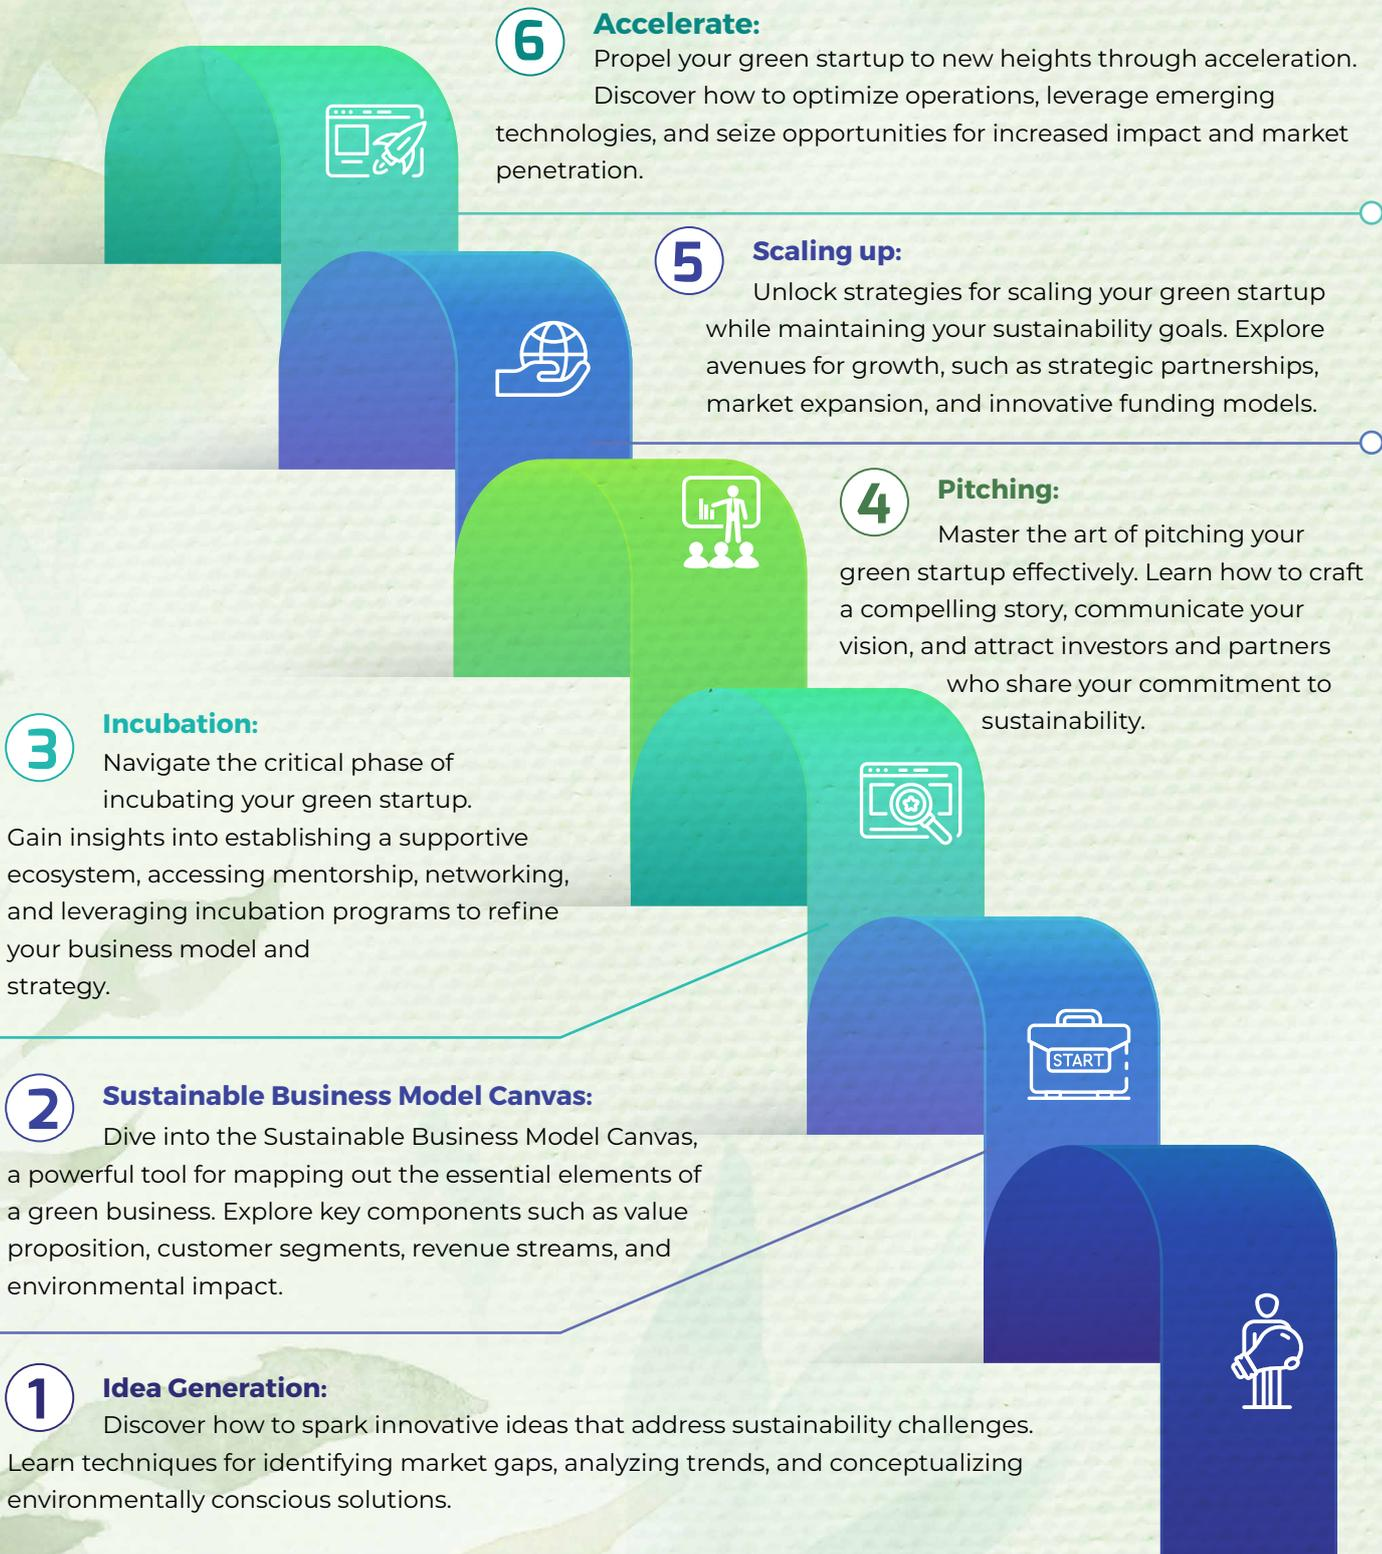 6
Accelerate:
Propel your green startup to new heights through acceleration.
Discover how to optimize operations, leverage emerging
technologies, and seize opportunities for increased impact and market
penetration.
5
Scaling up:
Unlock strategies for scaling your green startup
while maintaining your sustainability goals. Explore
avenues for growth, such as strategic partnerships,
market expansion, and innovative funding models.
4
Pitching:
Master the art of pitching your
green startup effectively. Learn how to craft
a compelling story, communicate your
vision, and attract investors and partners
who share your commitment to
sustainability.
3
Incubation:
Navigate the critical phase of
incubating your green startup.
Gain insights into establishing a supportive
ecosystem, accessing mentorship, networking,
and leveraging incubation programs to refine
your business model and
strategy.
START
2
Sustainable Business Model Canvas:
Dive into the Sustainable Business Model Canvas,
a powerful tool for mapping out the essential elements of
a green business. Explore key components such as value
proposition, customer segments, revenue streams, and
environmental impact.
1
Idea Generation:
Discover how to spark innovative ideas that address sustainability challenges.
Learn techniques for identifying market gaps, analyzing trends, and conceptualizing
environmentally conscious solutions.